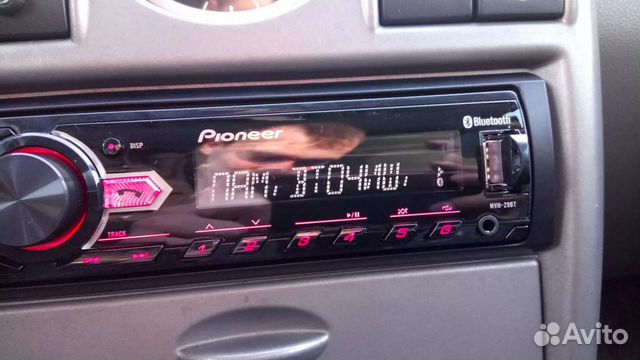 Pioneer
Bluetooth
DISP
ПАМ, ВТОЧИШ,
MVH-29BT
TRACK
1 2 3 4 5 6
Avito